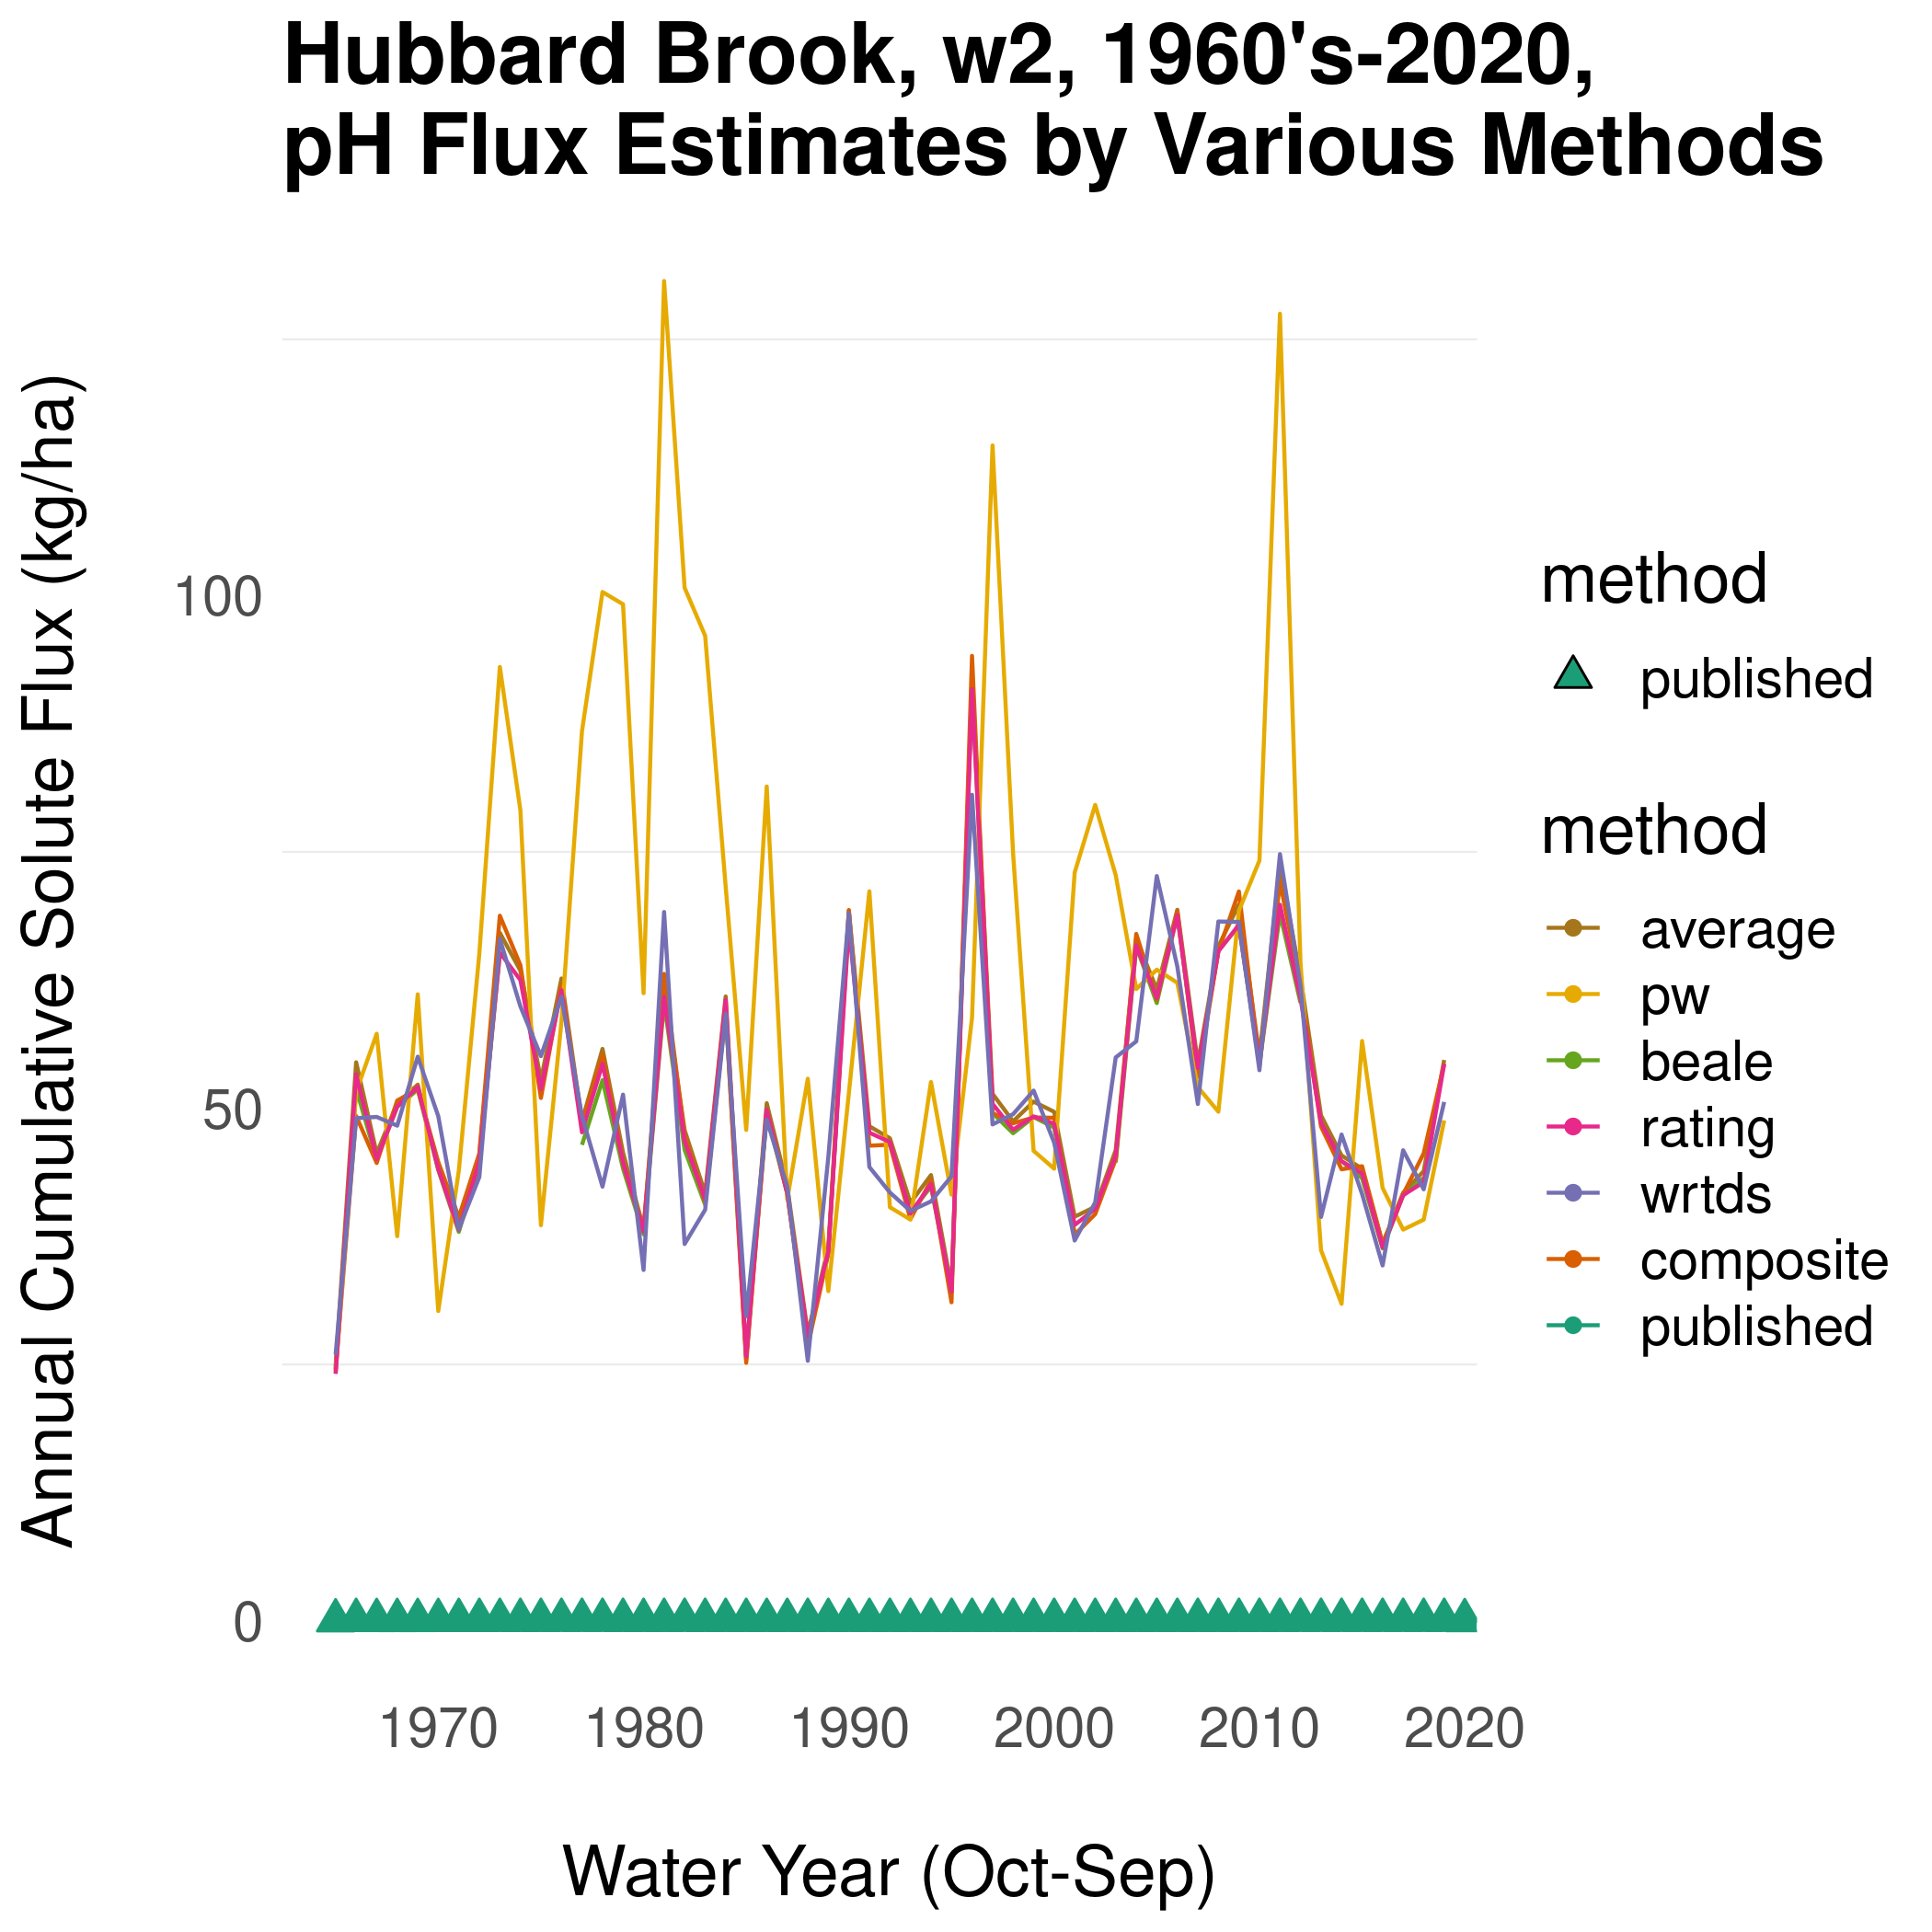 Hubbard Brook, w2, 1960's-2020,
pH Flux Estimates by Various Methods
Annual Cumulative Solute Flux (kg/ha)
100
50
0
1970 1980 1990 2000 2010 2020
Water Year (Oct-Sep)
method
published
method
average
pw
beale
rating
wrtds
composite
published